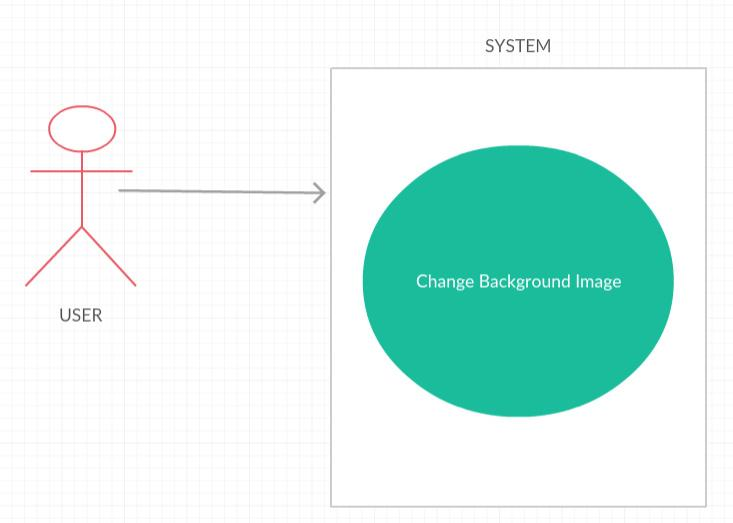 SYSTEM
Change Background Image
USER